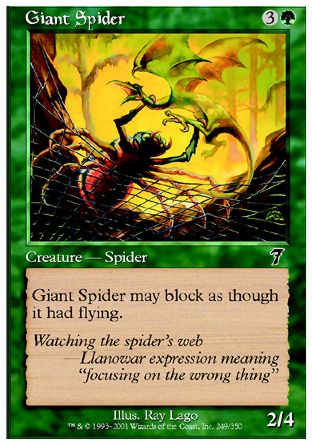 Giant Spider 3
Creature — Spider
Giant Spider may block as though
it had flying.
Watching the spider's web
—Llanowar expression meaning
"focusing on the wrong thing"
2/4
Illus. Ray Lago
™ & © 1993–2001 Wizards of the Coast, Inc. 249/350